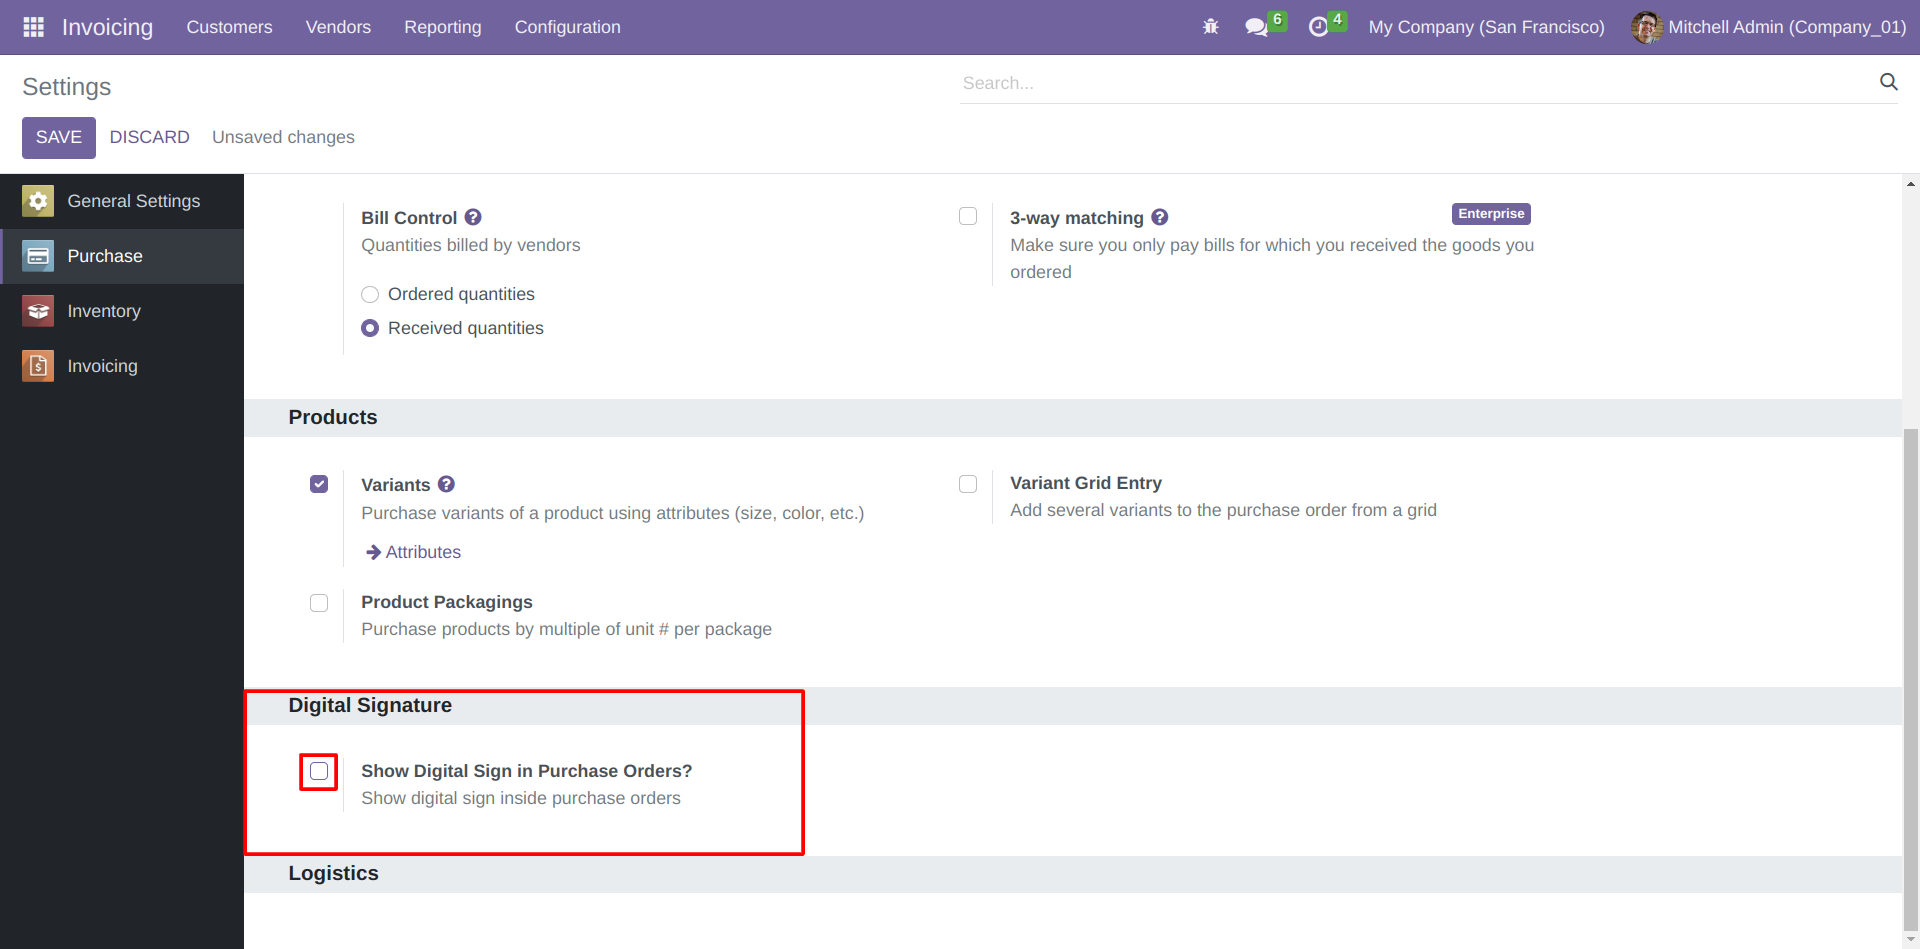 Invoicing Customers Vendors Reporting Configuration 6 4 My Company (San Francisco) Mitchell Admin (Company_01)
Settings
Search...
SAVE DISCARD Unsaved changes
General Settings
Purchase
Inventory
Invoicing
Bill Control
Quantities billed by vendors
Ordered quantities
Received quantities
3-way matching Enterprise
Make sure you only pay bills for which you received the goods you
ordered
Products
Variants
Purchase variants of a product using attributes (size, color, etc.)
Attributes
Variant Grid Entry
Add several variants to the purchase order from a grid
Product Packagings
Purchase products by multiple of unit # per package
Digital Signature
Show Digital Sign in Purchase Orders?
Show digital sign inside purchase orders
Logistics